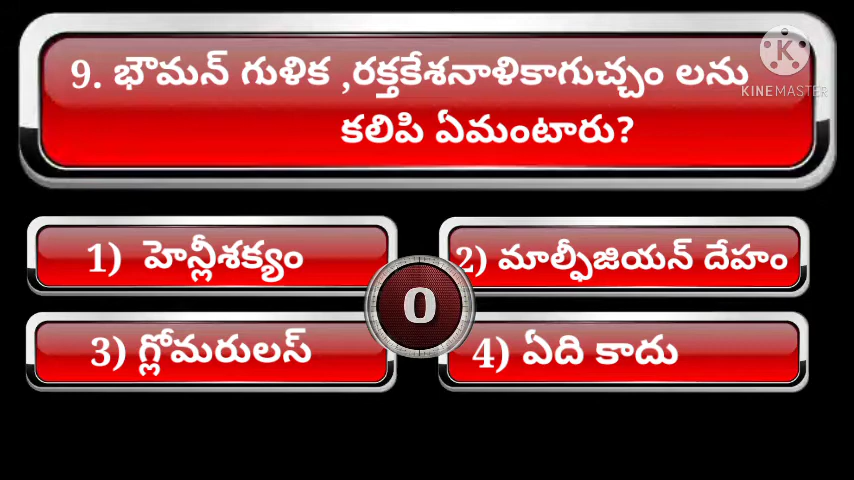 9. భౌమన్ గుళిక ,రక్తకేశనాళికాగుచ్చం లను
కలిపి ఏమంటారు?
KINEMASTER
1) హెన్లీశక్యం
2) మాల్ఫీజియన్ దేహం
0
3) గ్లోమరులస్
4) ఏది కాదు